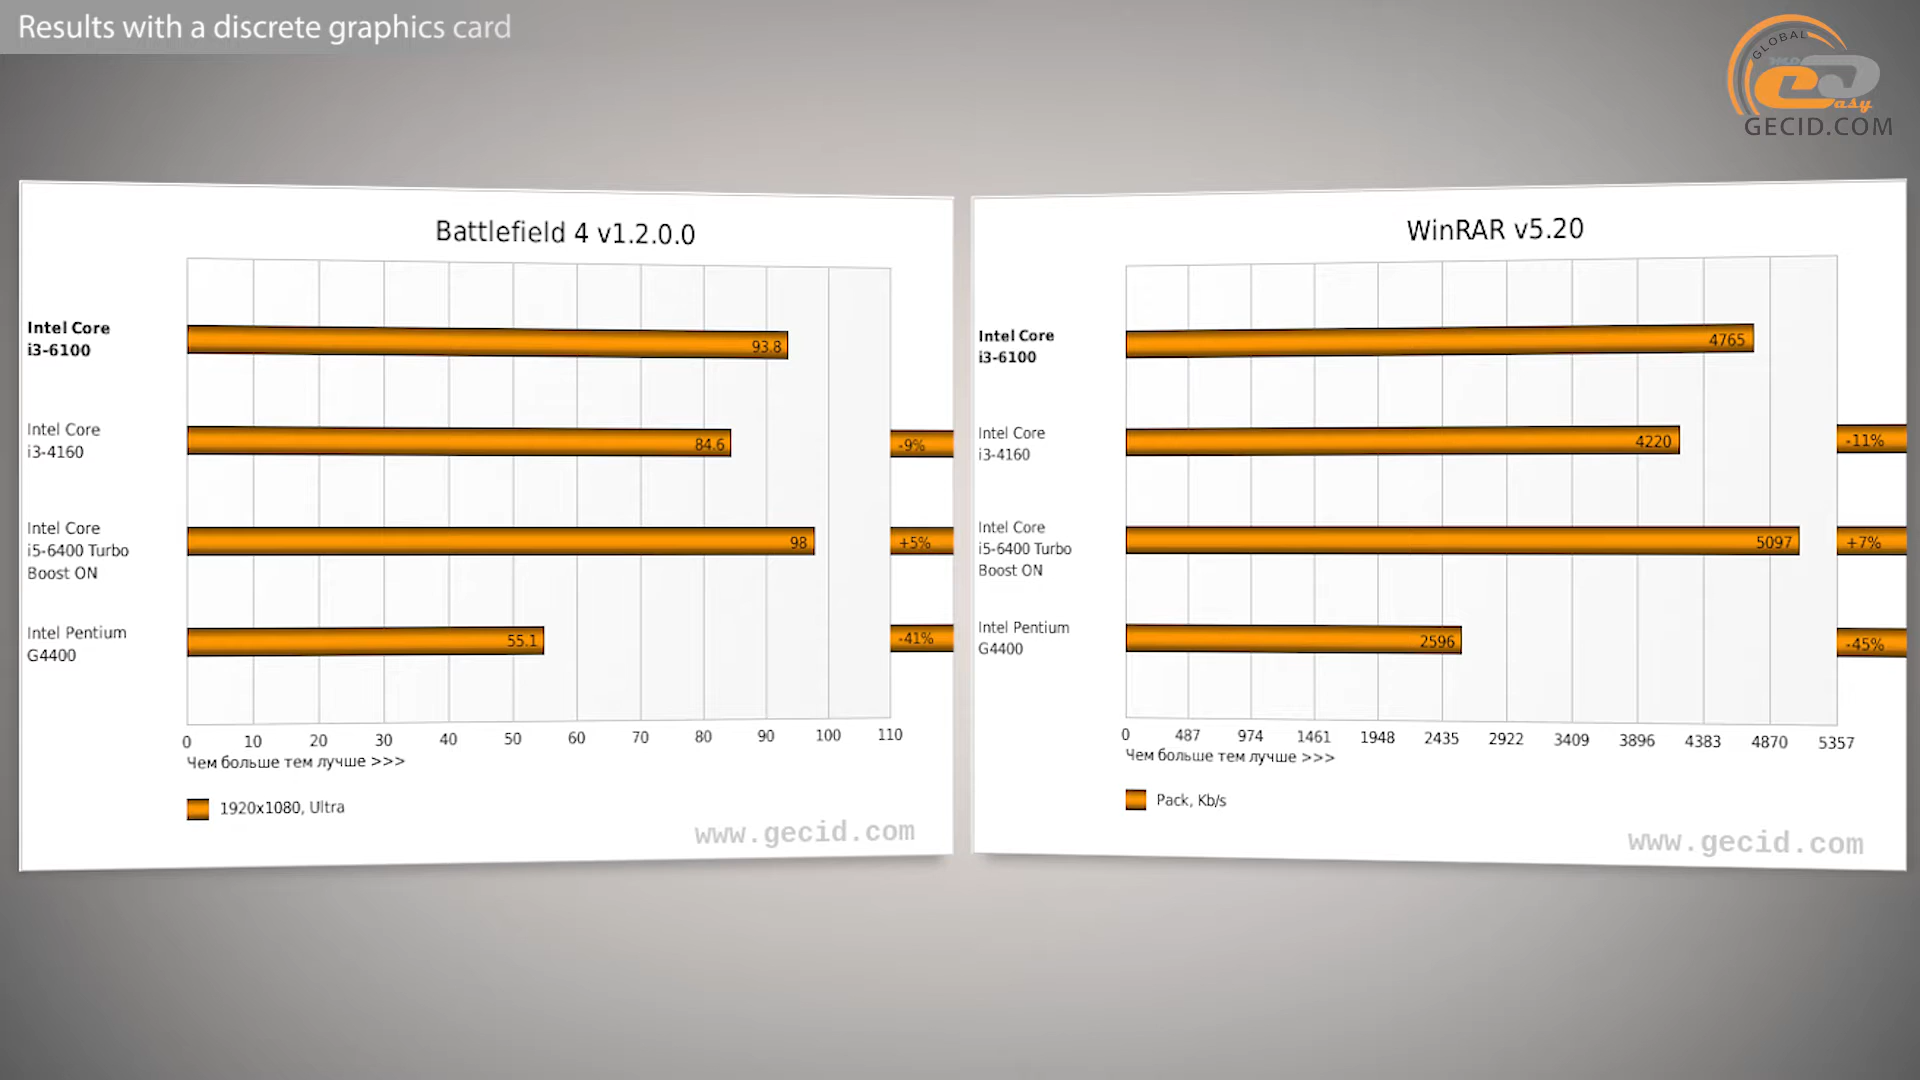 Results with a discrete graphics card
GLOBAL
easy
GECID.COM
Battlefield 4 v1.2.0.0
Intel Core
i3-6100
93.8
Intel Core
i3-4160
84.6
-9%
Intel Core
i5-6400 Turbo
Boost ON
98
+5%
Intel Pentium
G4400
55.1
-41%
0 10 20 30 40 50 60 70 80 90 100 110
Чем больше тем лучше >>>
1920x1080, Ultra
www.gecid.com
WinRAR v5.20
Intel Core
i3-6100
4765
Intel Core
i3-4160
4220
-11%
Intel Core
i5-6400 Turbo
Boost ON
5097
+7%
Intel Pentium
G4400
2596
-45%
0 487 974 1461 1948 2435 2922 3409 3896 4383 4870 5357
Чем больше тем лучше >>>
Pack, Kb/s
www.gecid.com